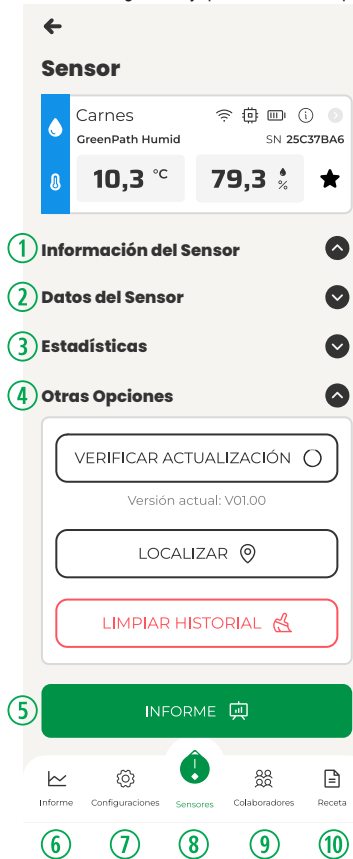 Sensor
Carnes
GreenPath Humid SN 25C37BA6
10,3 °C 79,3 %
1 Información del Sensor
2 Datos del Sensor
3 Estadísticas
4 Otras Opciones
VERIFICAR ACTUALIZACIÓN
Versión actual: V01.00
LOCALIZAR
LIMPIAR HISTORIAL
5 INFORME
Informe Configuraciones Sensores Colaboradores Receta
6 7 8 9 10